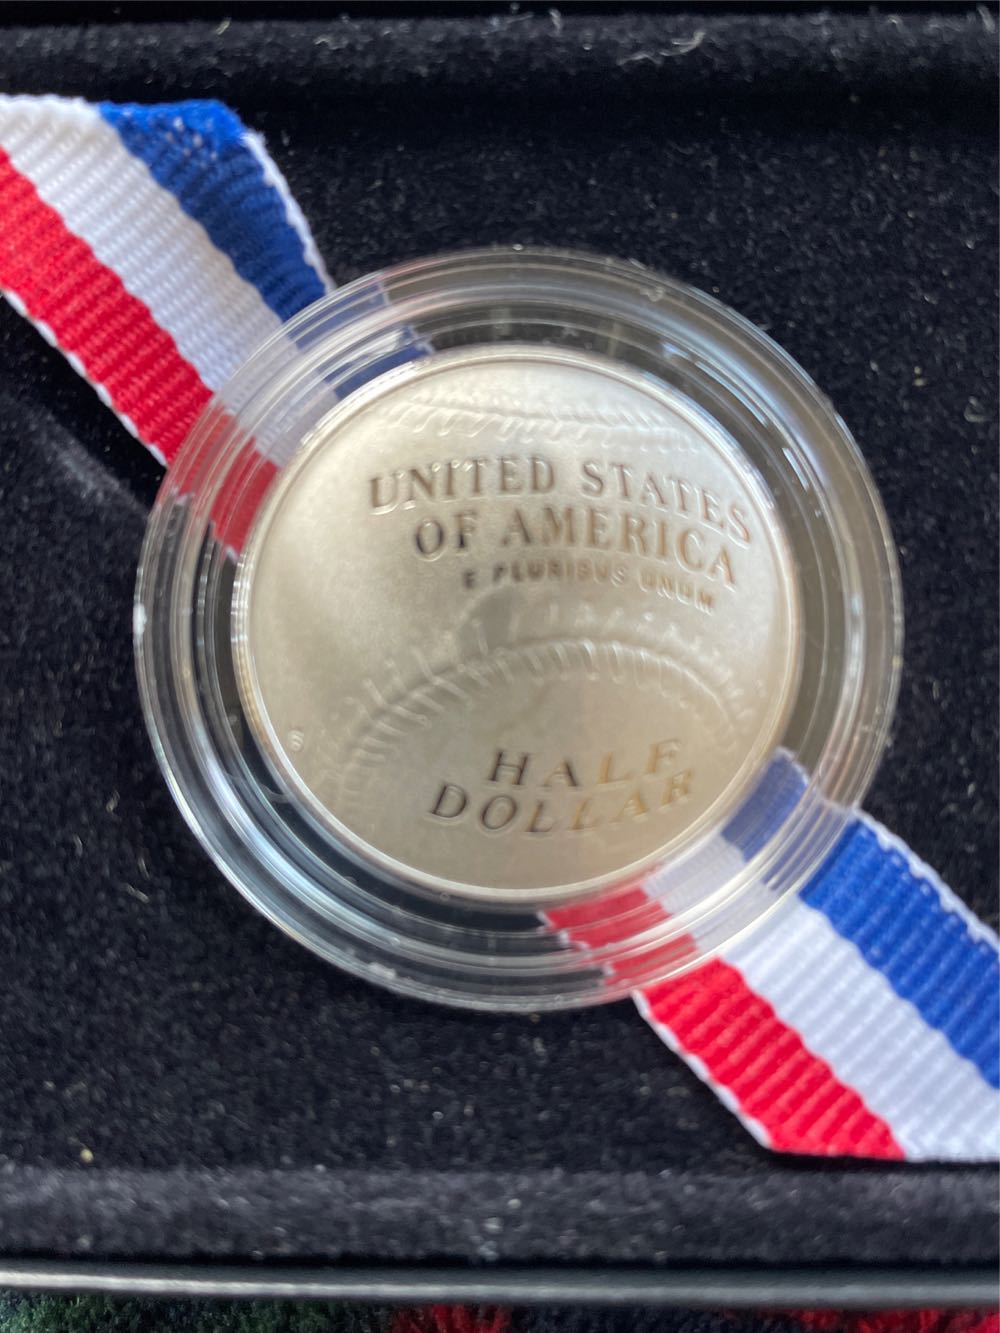 UNITED STATES
OF AMERICA
E PLURIBUS UNUM
HALF
DOLLAR